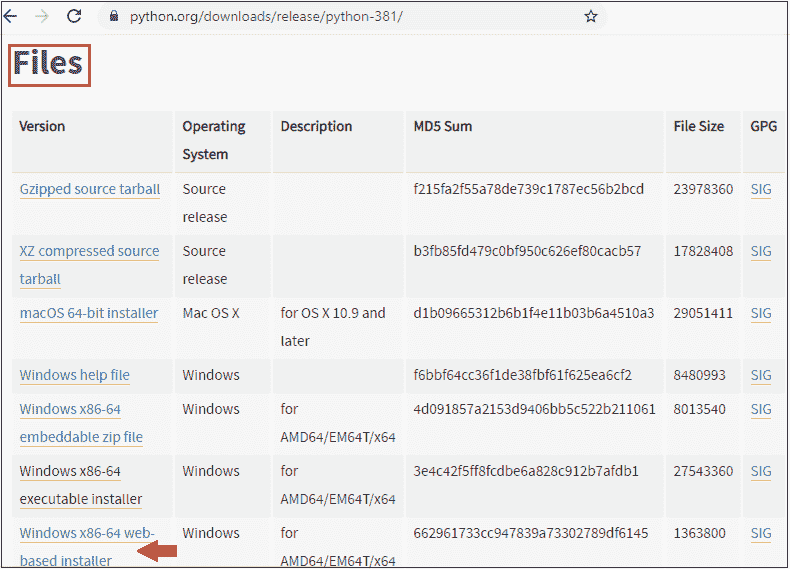 python.org/downloads/release/python-381/
Files
Version Operating System Description MD5 Sum File Size GPG
Gzipped source tarball Source release f215fa2f55a78de739c1787ec56b2bcd 23978360 SIG
XZ compressed source tarball Source release b3fb85fd479c0bf950c626ef80cacb57 17828408 SIG
macOS 64-bit installer Mac OS X for OS X 10.9 and later d1b09665312b6b1f4e11b03b6a4510a3 29051411 SIG
Windows help file Windows f6bbf64cc36f1de38fbf61f625ea6cf2 8480993 SIG
Windows x86-64 embeddable zip file Windows for AMD64/EM64T/x64 4d091857a2153d9406bb5c522b211061 8013540 SIG
Windows x86-64 executable installer Windows for AMD64/EM64T/x64 3e4c42f5ff8fcdbe6a828c912b7afdb1 27543360 SIG
Windows x86-64 web-based installer Windows for AMD64/EM64T/x64 662961733cc947839a73302789df6145 1363800 SIG